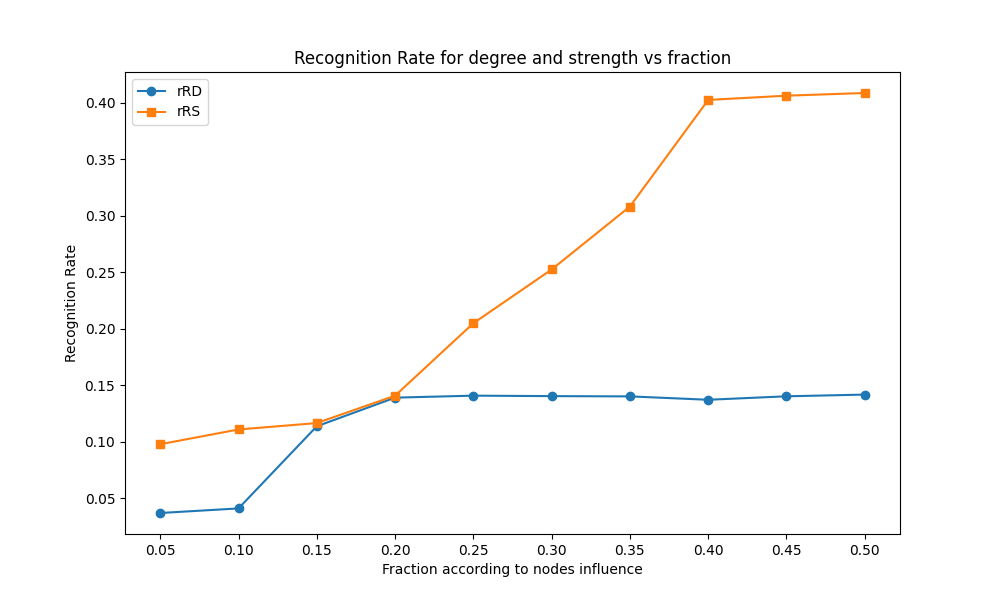 Recognition Rate for degree and strength vs fraction
rRD
rRS
Recognition Rate
0.40
0.35
0.30
0.25
0.20
0.15
0.10
0.05
0.05 0.10 0.15 0.20 0.25 0.30 0.35 0.40 0.45 0.50
Fraction according to nodes influence